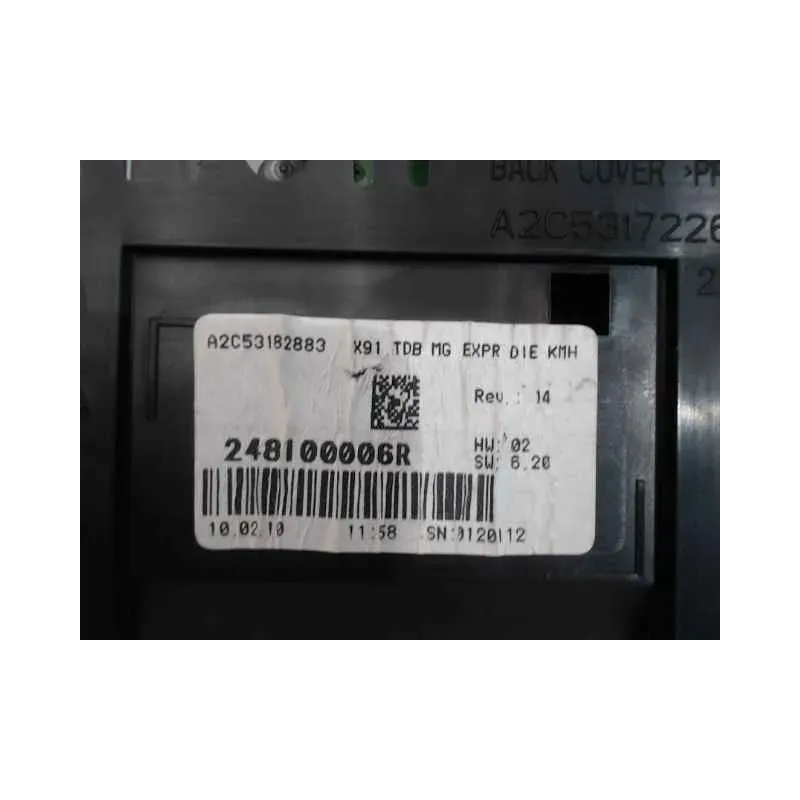 BACK COVER >P
A2C5317226
2
A2C53182883 X91 TDB MG EXPR DIE KMH
Rev.: 14
248100006R
HW: 02
SW: 6.20
10.02.10 11:58 SN:0120112